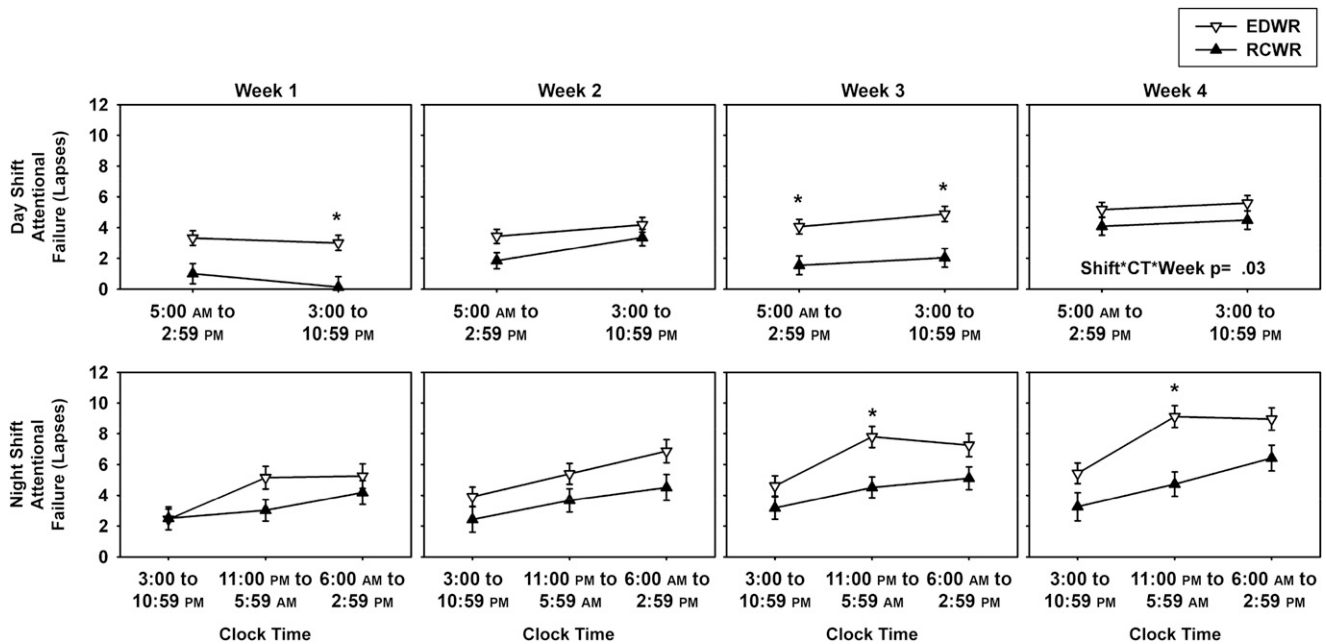 EDWR
RCWR
Week 1
Week 2
Week 3
Week 4
Day Shift
Attentional
Failure (Lapses)
12
10
8
6
4
2
0
*
*
*
Shift*CT*Week p= .03
5:00 AM to
2:59 PM
3:00 to
10:59 PM
5:00 AM to
2:59 PM
3:00 to
10:59 PM
5:00 AM to
2:59 PM
3:00 to
10:59 PM
5:00 AM to
2:59 PM
3:00 to
10:59 PM
Night Shift
Attentional
Failure (Lapses)
12
10
8
6
4
2
0
*
*
3:00 to
10:59 PM
11:00 PM to
5:59 AM
6:00 AM to
2:59 PM
3:00 to
10:59 PM
11:00 PM to
5:59 AM
6:00 AM to
2:59 PM
3:00 to
10:59 PM
11:00 PM to
5:59 AM
6:00 AM to
2:59 PM
3:00 to
10:59 PM
11:00 PM to
5:59 AM
6:00 AM to
2:59 PM
Clock Time
Clock Time
Clock Time
Clock Time